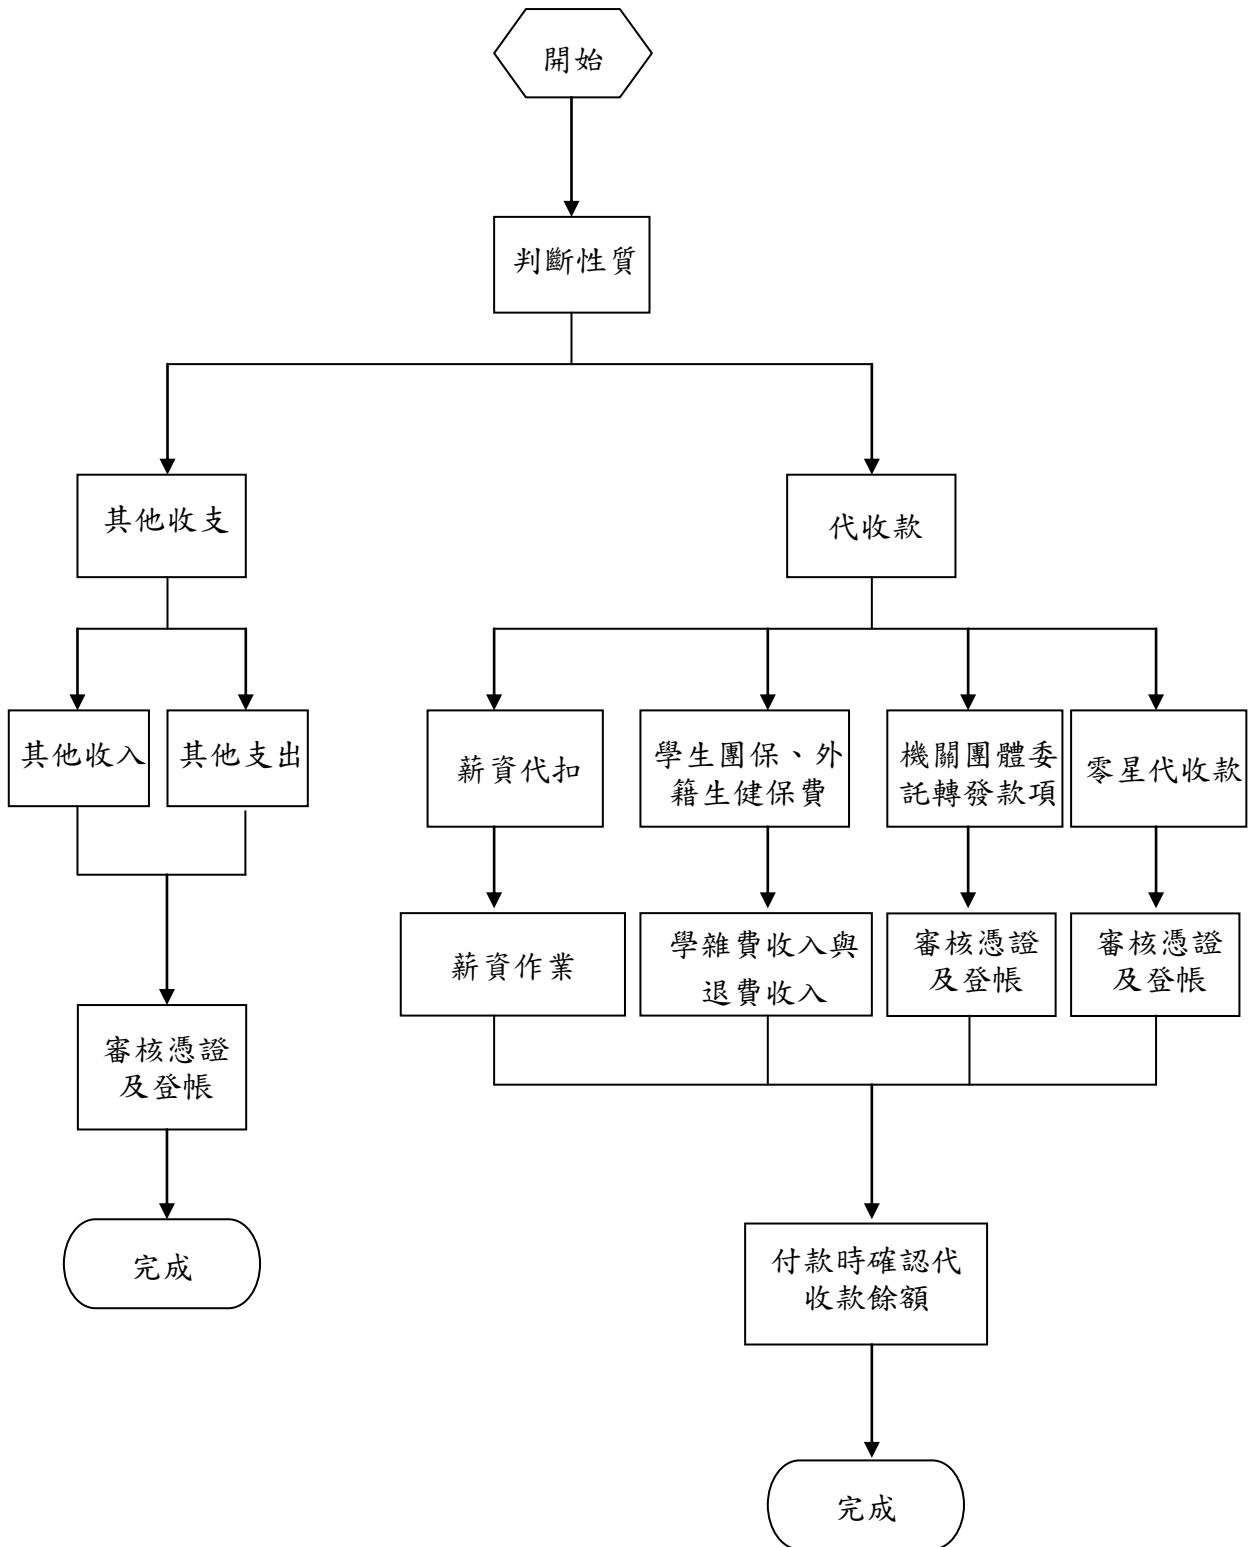 開始
判斷性質
其他收支
代收款
其他收入
其他支出
薪資代扣
學生團保、外
籍生健保費
機關團體委
託轉發款項
零星代收款
薪資作業
學雜費收入與
退費收入
審核憑證
及登帳
審核憑證
及登帳
審核憑證
及登帳
完成
付款時確認代
收款餘額
完成